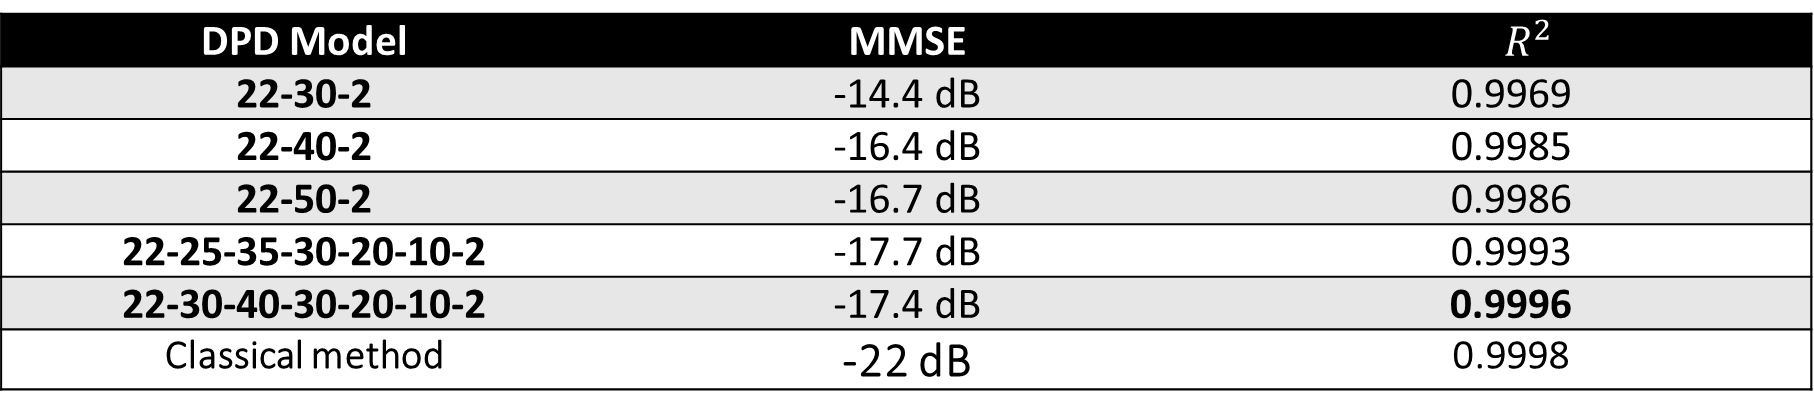 DPD Model MMSE R²
22-30-2 -14.4 dB 0.9969
22-40-2 -16.4 dB 0.9985
22-50-2 -16.7 dB 0.9986
22-25-35-30-20-10-2 -17.7 dB 0.9993
22-30-40-30-20-10-2 -17.4 dB 0.9996
Classical method -22 dB 0.9998